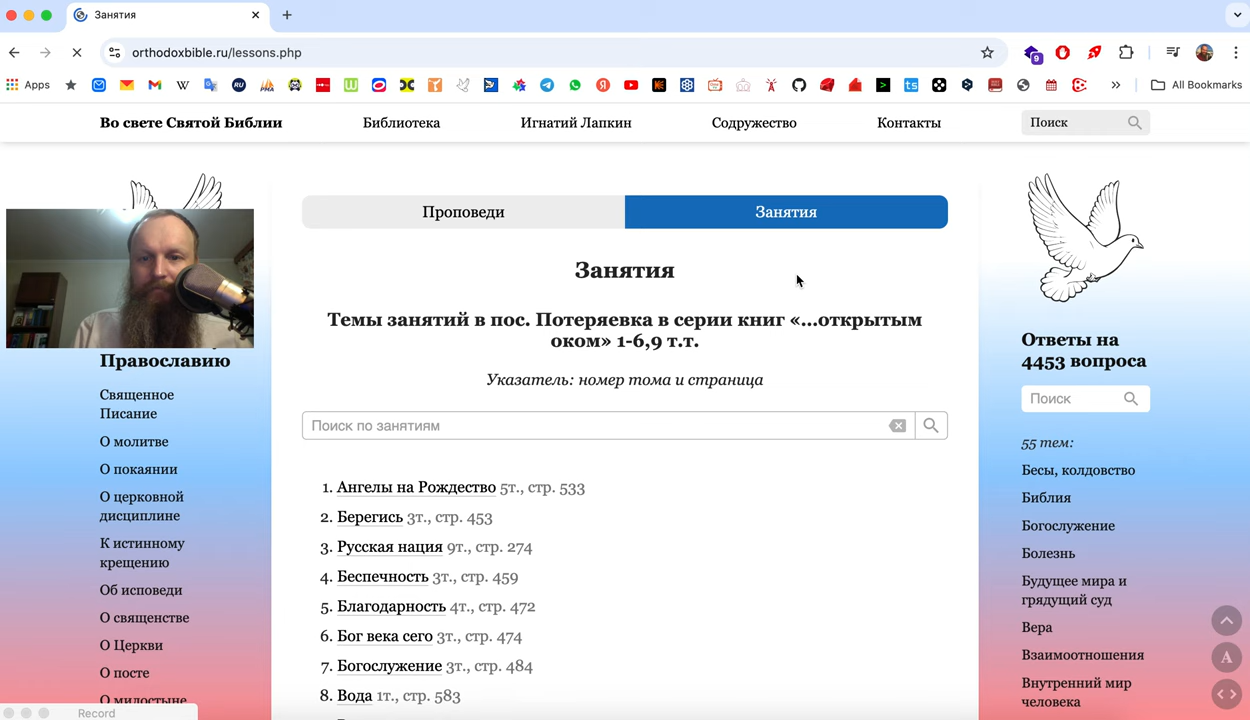 Занятия
orthodoxbible.ru/lessons.php
9
Apps
W
RU
W
ts
All Bookmarks
Во свете Святой Библии
Библиотека
Игнатий Лапкин
Содружество
Контакты
Поиск
Проповеди
Занятия
Занятия
Темы занятий в пос. Потеряевка в серии книг «...открытым
оком» 1-6,9 т.т.
Указатель: номер тома и страница
Поиск по занятиям
1. Ангелы на Рождество 5т., стр. 533
2. Берегись 3т., стр. 453
3. Русская нация 9т., стр. 274
4. Беспечность 3т., стр. 459
5. Благодарность 4т., стр. 472
6. Бог века сего 3т., стр. 474
7. Богослужение 3т., стр. 484
8. Вода 1т., стр. 583
Православию
Священное
Писание
О молитве
О покаянии
О церковной
дисциплине
К истинному
крещению
Об исповеди
О священстве
О Церкви
О посте
О милостыне
Record
Ответы на
4453 вопроса
Поиск
55 тем:
Бесы, колдовство
Библия
Богослужение
Болезнь
Будущее мира и
грядущий суд
Вера
Взаимоотношения
Внутренний мир
человека
A